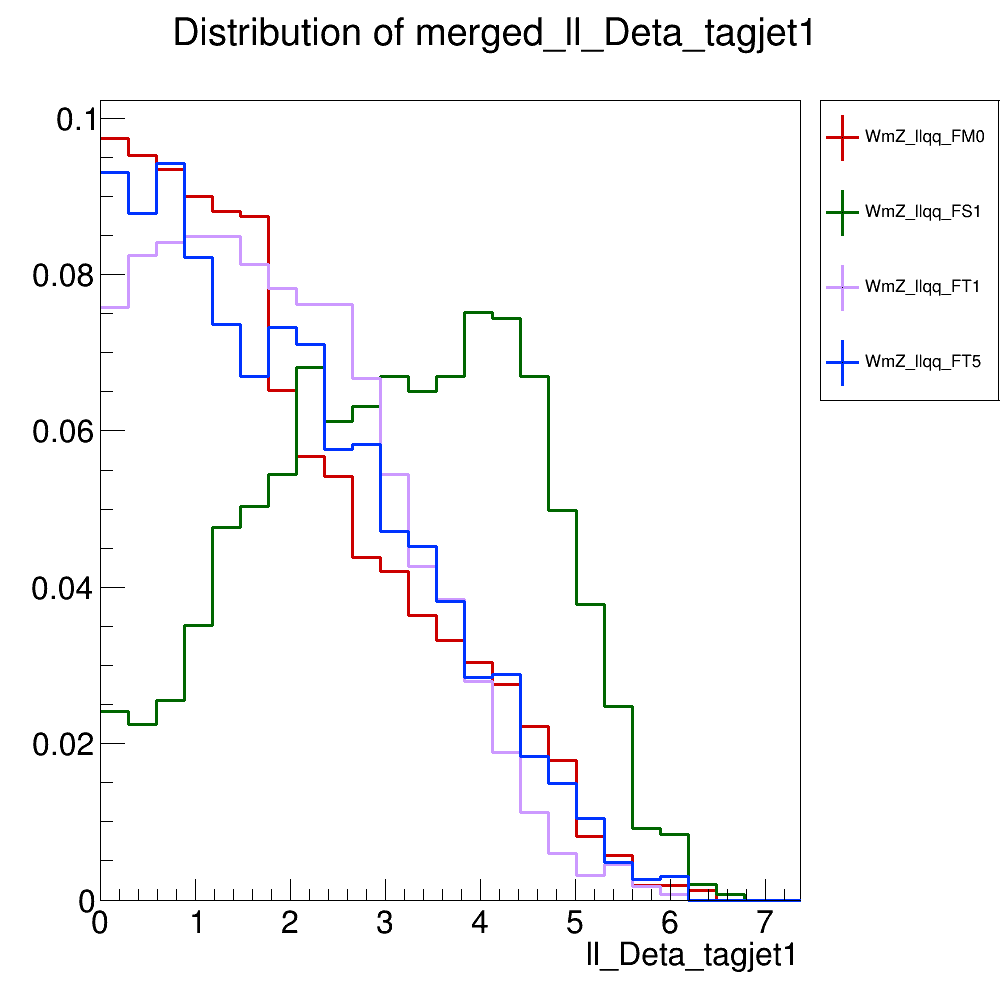 Distribution of merged_ll_Deta_tagjet1
0.1
0.08
0.06
0.04
0.02
0
0 1 2 3 4 5 6 7
ll_Deta_tagjet1
WmZ_llqq_FM0
WmZ_llqq_FS1
WmZ_llqq_FT1
WmZ_llqq_FT5